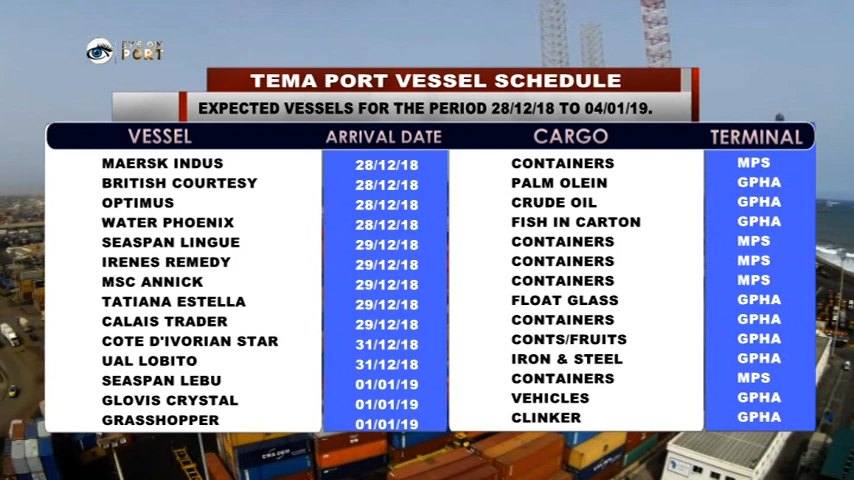 EYE ON
PORT
TEMA PORT VESSEL SCHEDULE
EXPECTED VESSELS FOR THE PERIOD 28/12/18 TO 04/01/19.
VESSEL ARRIVAL DATE CARGO TERMINAL
MAERSK INDUS 28/12/18 CONTAINERS MPS
BRITISH COURTESY 28/12/18 PALM OLEIN GPHA
OPTIMUS 28/12/18 CRUDE OIL GPHA
WATER PHOENIX 28/12/18 FISH IN CARTON GPHA
SEASPAN LINGUE 29/12/18 CONTAINERS MPS
IRENES REMEDY 29/12/18 CONTAINERS MPS
MSC ANNICK 29/12/18 CONTAINERS MPS
TATIANA ESTELLA 29/12/18 FLOAT GLASS GPHA
CALAIS TRADER 29/12/18 CONTAINERS GPHA
COTE D'IVORIAN STAR 31/12/18 CONTS/FRUITS GPHA
UAL LOBITO 31/12/18 IRON & STEEL GPHA
SEASPAN LEBU 01/01/19 CONTAINERS MPS
GLOVIS CRYSTAL 01/01/19 VEHICLES GPHA
GRASSHOPPER 01/01/19 CLINKER GPHA